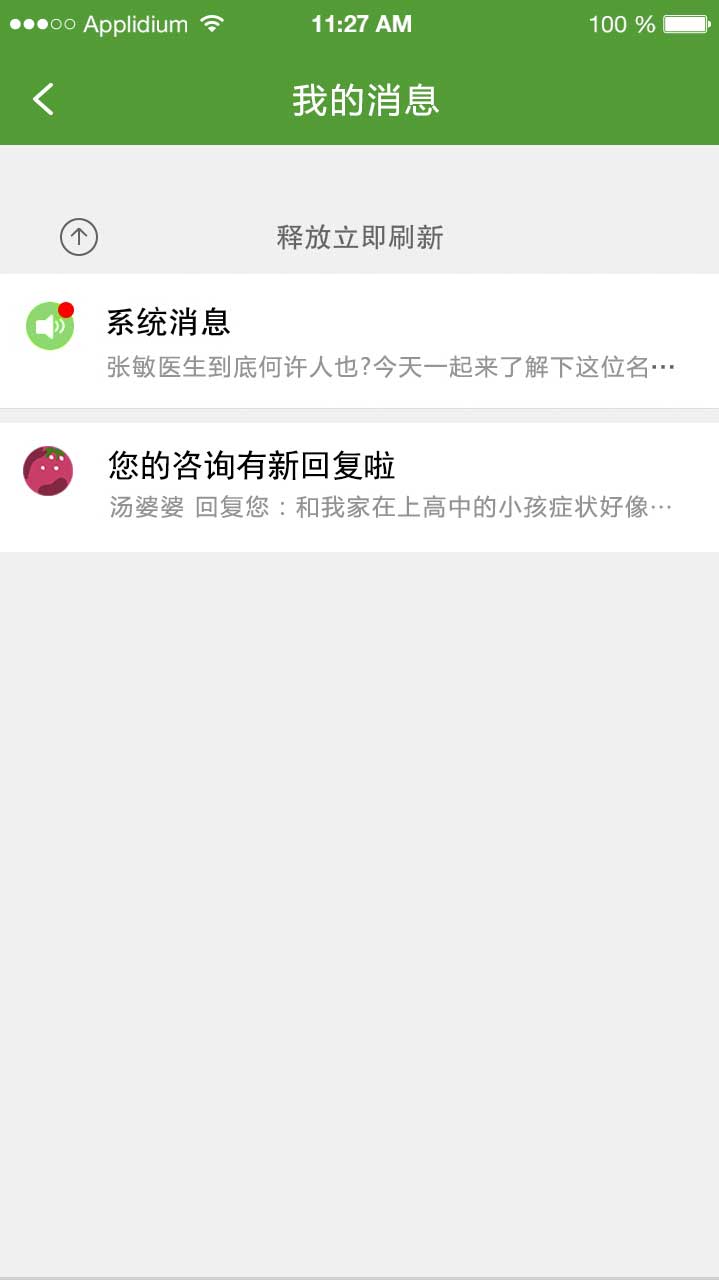 Applidium 11:27 AM 100 %
我的消息
释放立即刷新
系统消息
张敏医生到底何许人也?今天一起来了解下这位名···
您的咨询有新回复啦
汤婆婆 回复您：和我家在上高中的小孩症状好像···